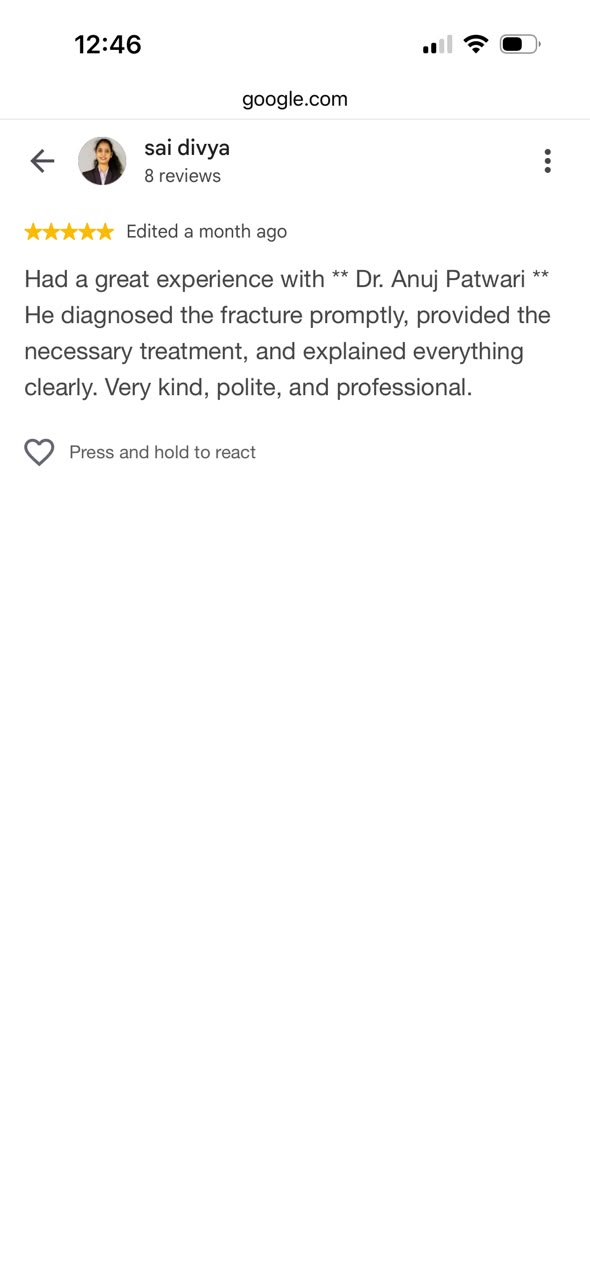 12:46
google.com
sai divya
8 reviews
Edited a month ago
Had a great experience with ** Dr. Anuj Patwari **
He diagnosed the fracture promptly, provided the
necessary treatment, and explained everything
clearly. Very kind, polite, and professional.
Press and hold to react